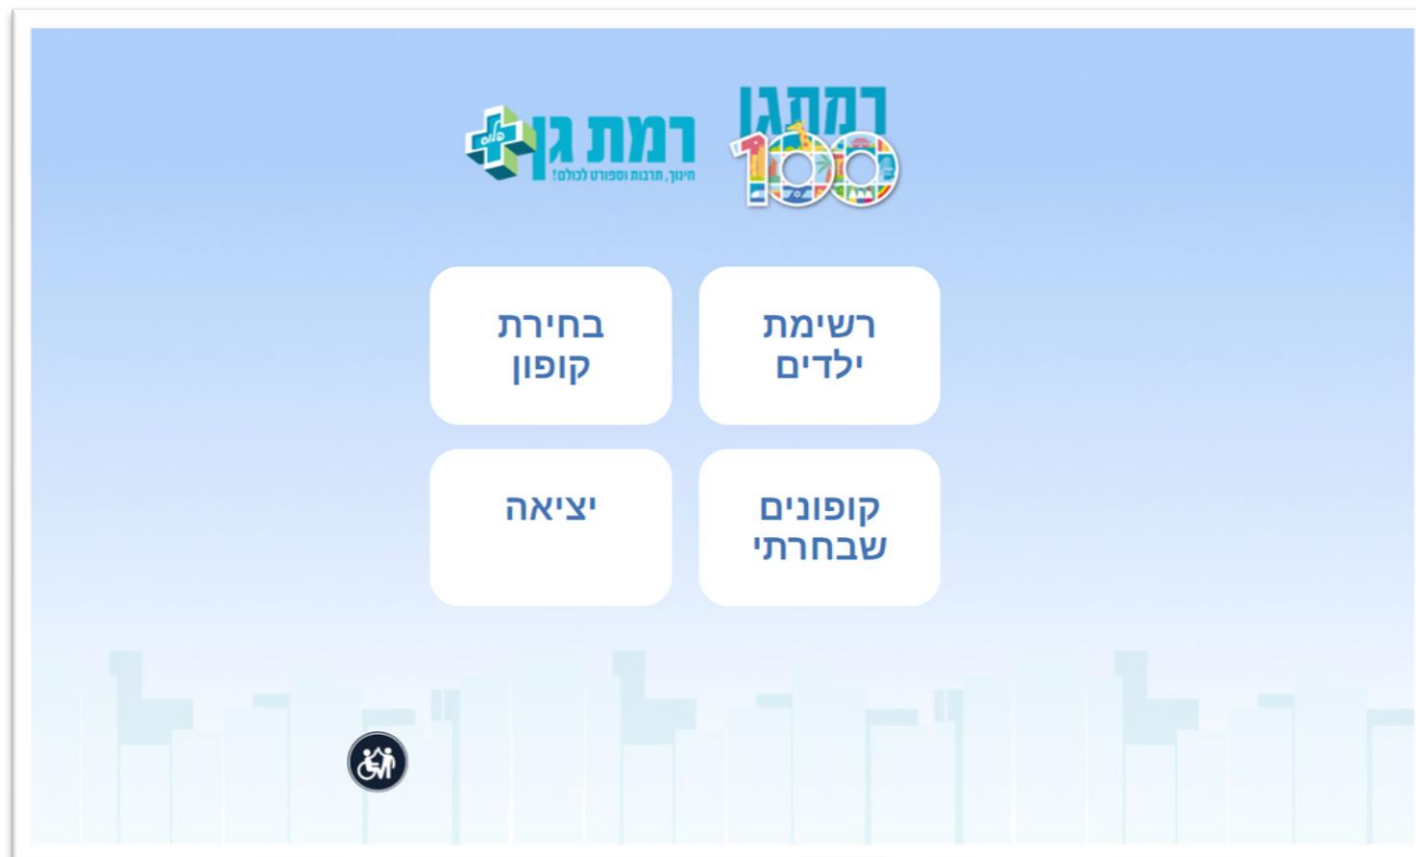 רמתגן
100
רמת גן
פלוס
חינוך, תרבות וספורט לכולם!
רשימת
ילדים
בחירת
קופון
קופונים
שבחרתי
יציאה